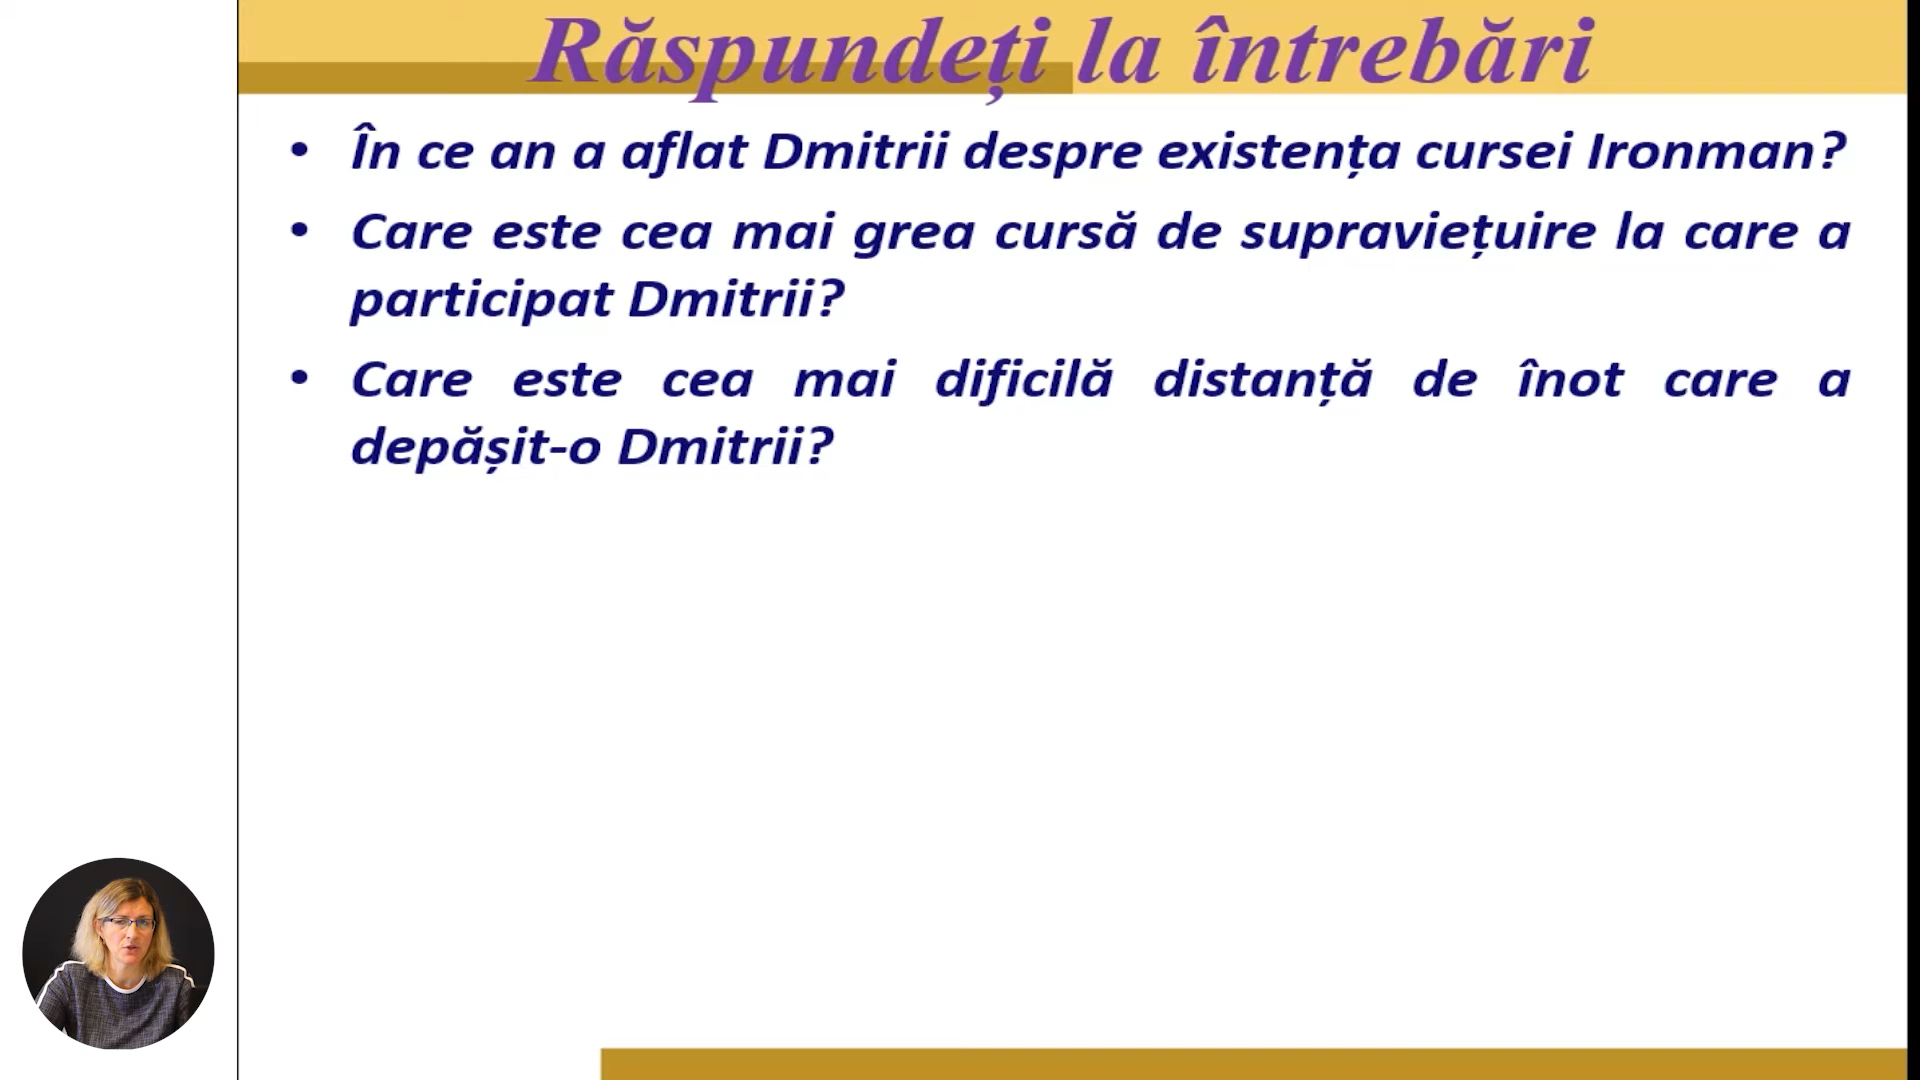 Răspundeți la întrebări
• În ce an a aflat Dmitrii despre existența cursei Ironman?
• Care este cea mai grea cursă de supraviețuire la care a
participat Dmitrii?
• Care este cea mai dificilă distanță de înot care a
depășit-o Dmitrii?